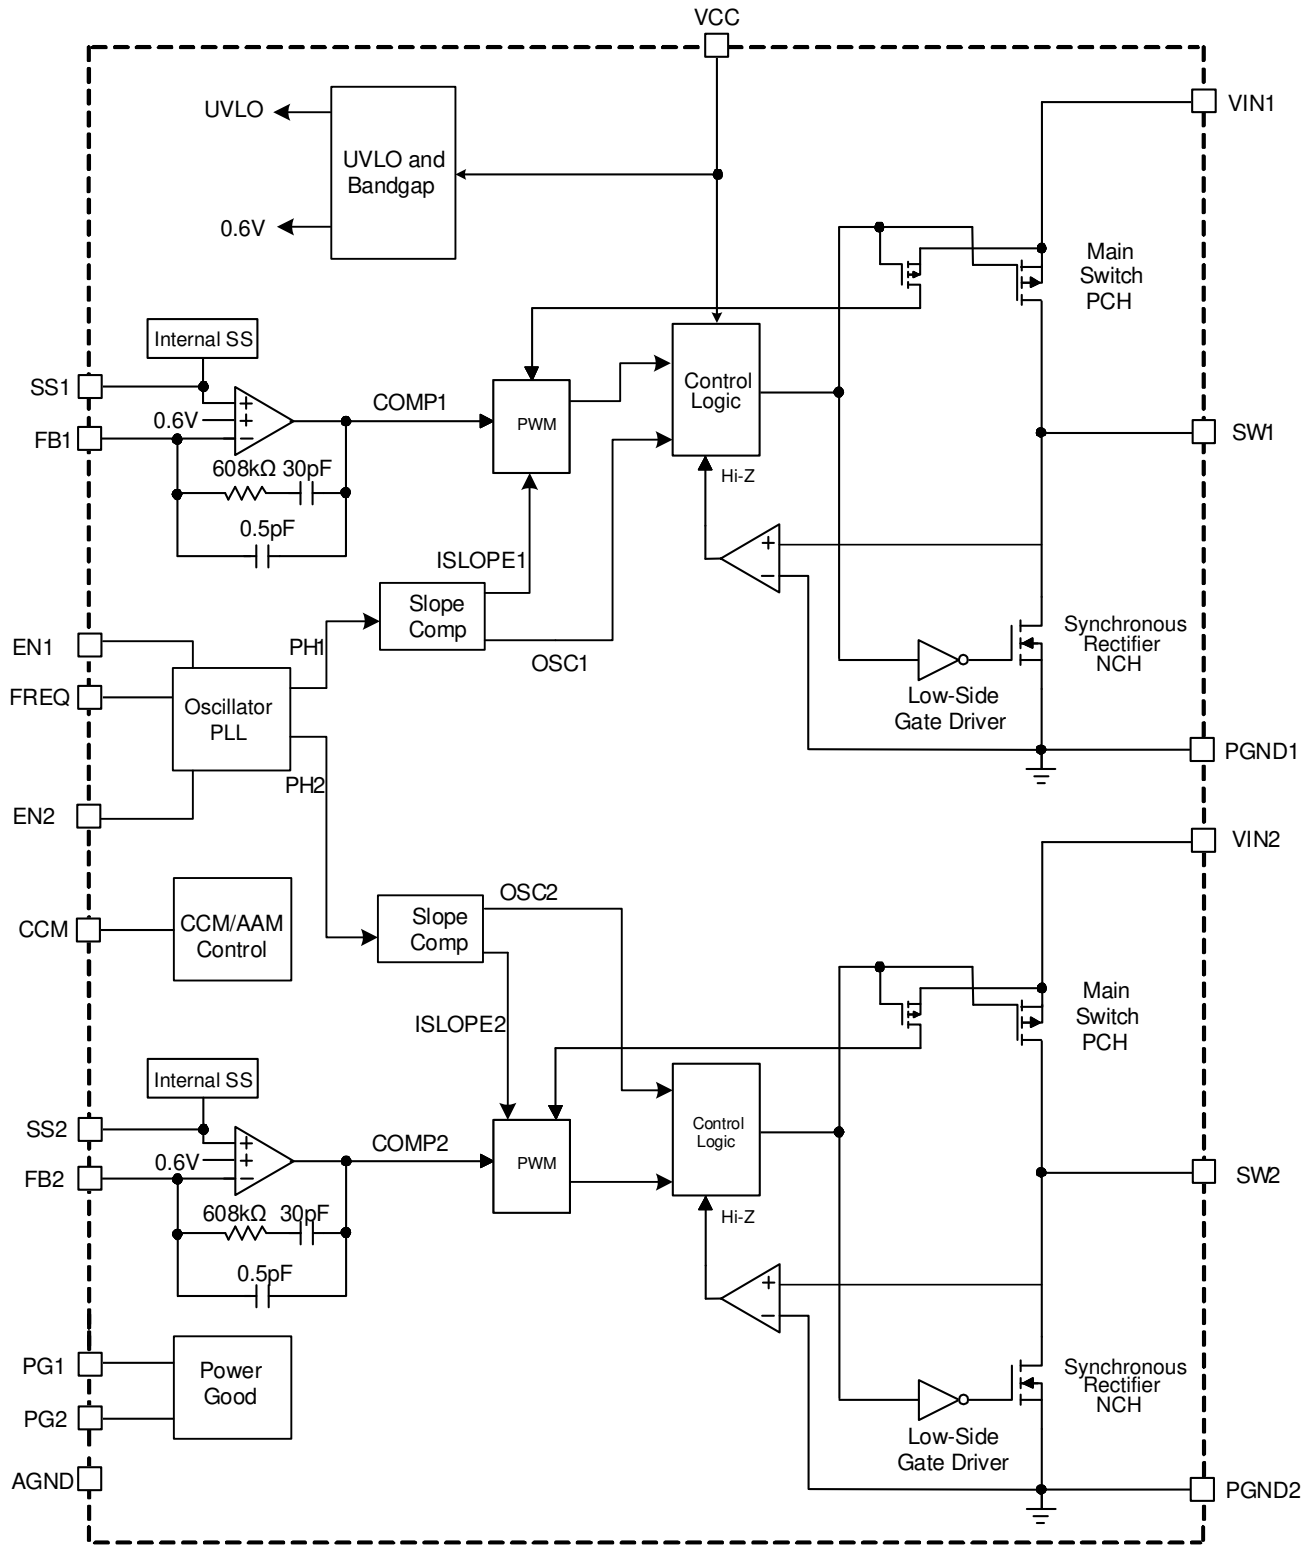 VCC
UVLO
UVLO and
Bandgap
0.6V
VIN1
Main
Switch
PCH
Internal SS
SS1
+
0.6V
+
FB1
−
COMP1
PWM
Control
Logic
608kΩ 30pF
0.5pF
Hi-Z
SW1
ISLOPE1
+
−
Slope
Comp
OSC1
EN1
PH1
FREQ
Oscillator
PLL
PH2
EN2
Synchronous
Rectifier
NCH
Low-Side
Gate Driver
PGND1
VIN2
CCM
CCM/AAM
Control
Slope
Comp
OSC2
ISLOPE2
Main
Switch
PCH
Internal SS
SS2
+
0.6V
+
FB2
−
COMP2
PWM
Control
Logic
608kΩ 30pF
0.5pF
Hi-Z
SW2
+
−
PG1
PG2
Power
Good
AGND
Synchronous
Rectifier
NCH
Low-Side
Gate Driver
PGND2